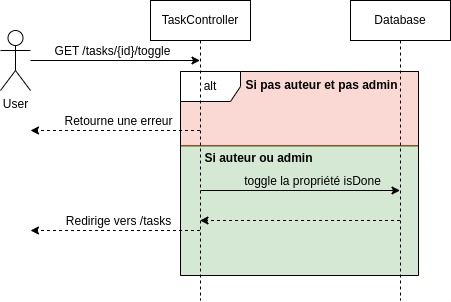 TaskController
Database
GET /tasks/{id}/toggle
User
alt
Si pas auteur et pas admin
Retourne une erreur
Si auteur ou admin
toggle la propriété isDone
Redirige vers /tasks